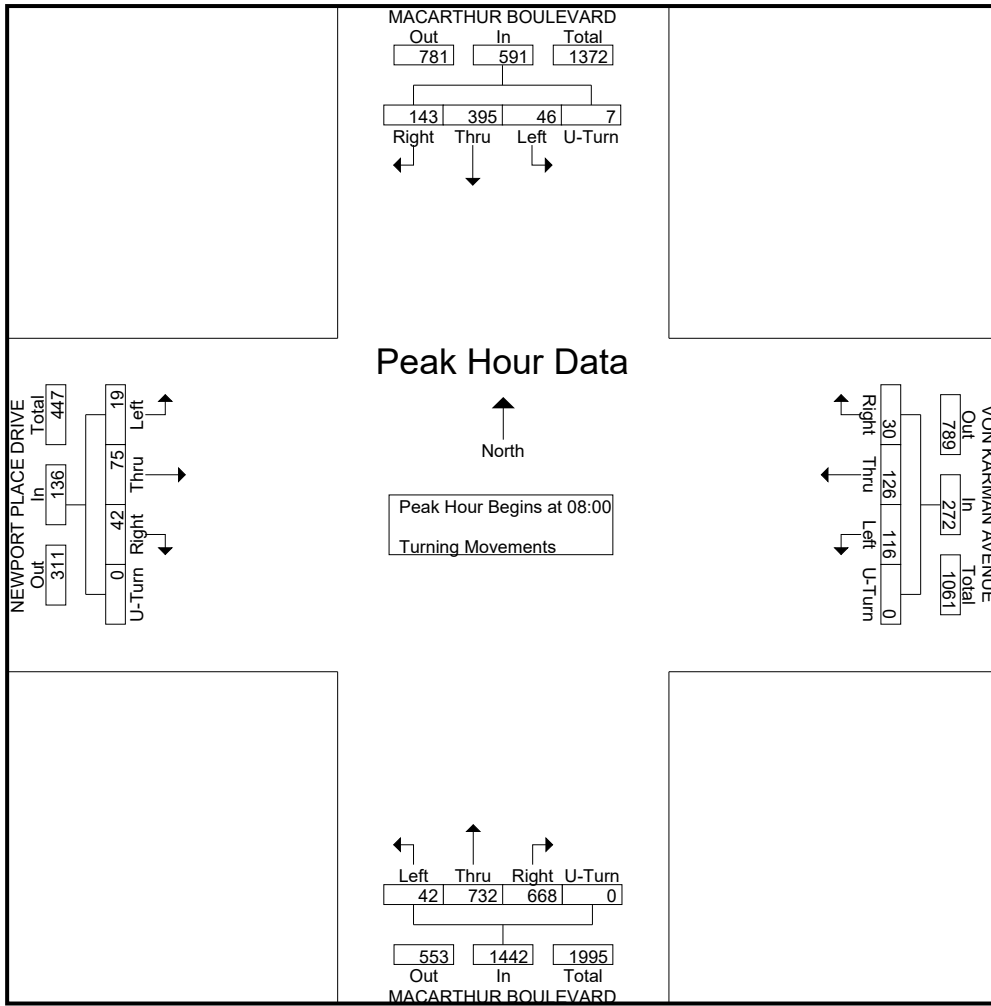 MACARTHUR BOULEVARD
Out In Total
781 591 1372
143 395 46 7
Right Thru Left U-Turn
Peak Hour Data
North
Peak Hour Begins at 08:00
Turning Movements
NEWPORT PLACE DRIVE
Out In Total
311 136 447
0 42 75 19
U-Turn Right Thru Left
VON KARMAN AVENUE
Out In Total
789 272 1061
30 126 116 0
Right Thru Left U-Turn
Left Thru Right U-Turn
42 732 668 0
553 1442 1995
Out In Total
MACARTHUR BOULEVARD